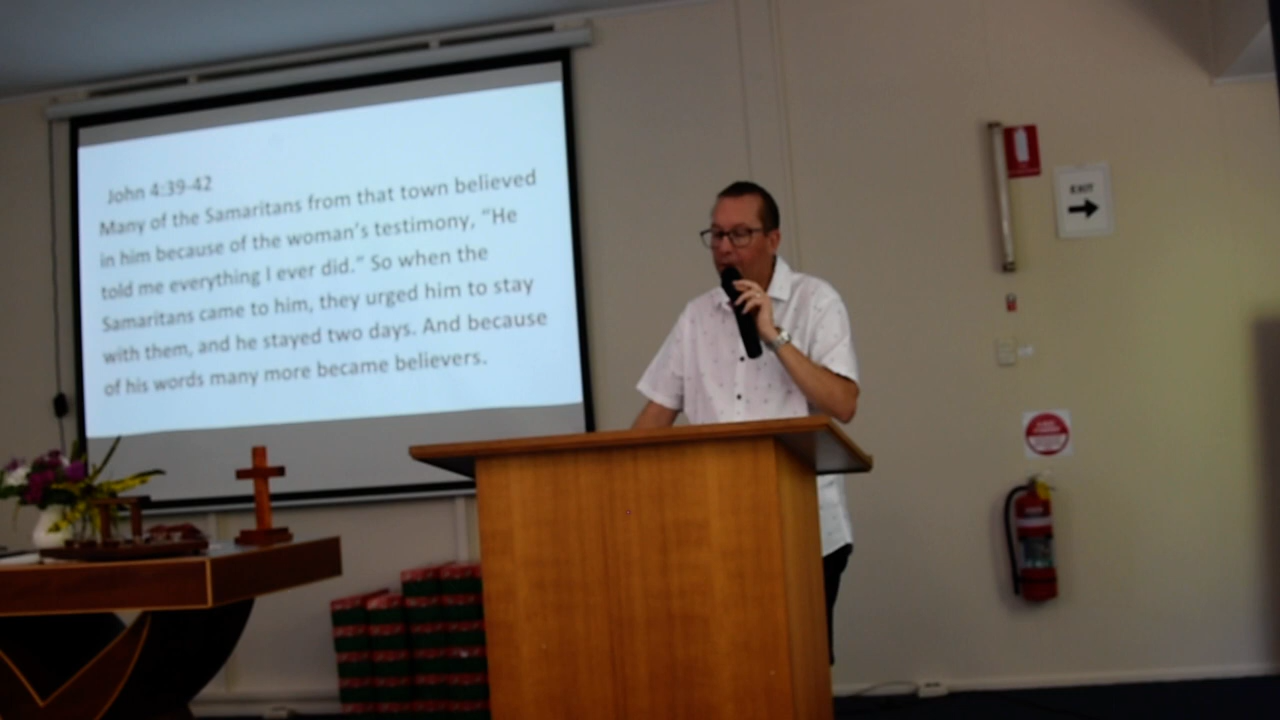 John 4:39-42
Many of the Samaritans from that town believed
in him because of the woman's testimony, "He
told me everything I ever did." So when the
Samaritans came to him, they urged him to stay
with them, and he stayed two days. And because
of his words many more became believers.
EXIT